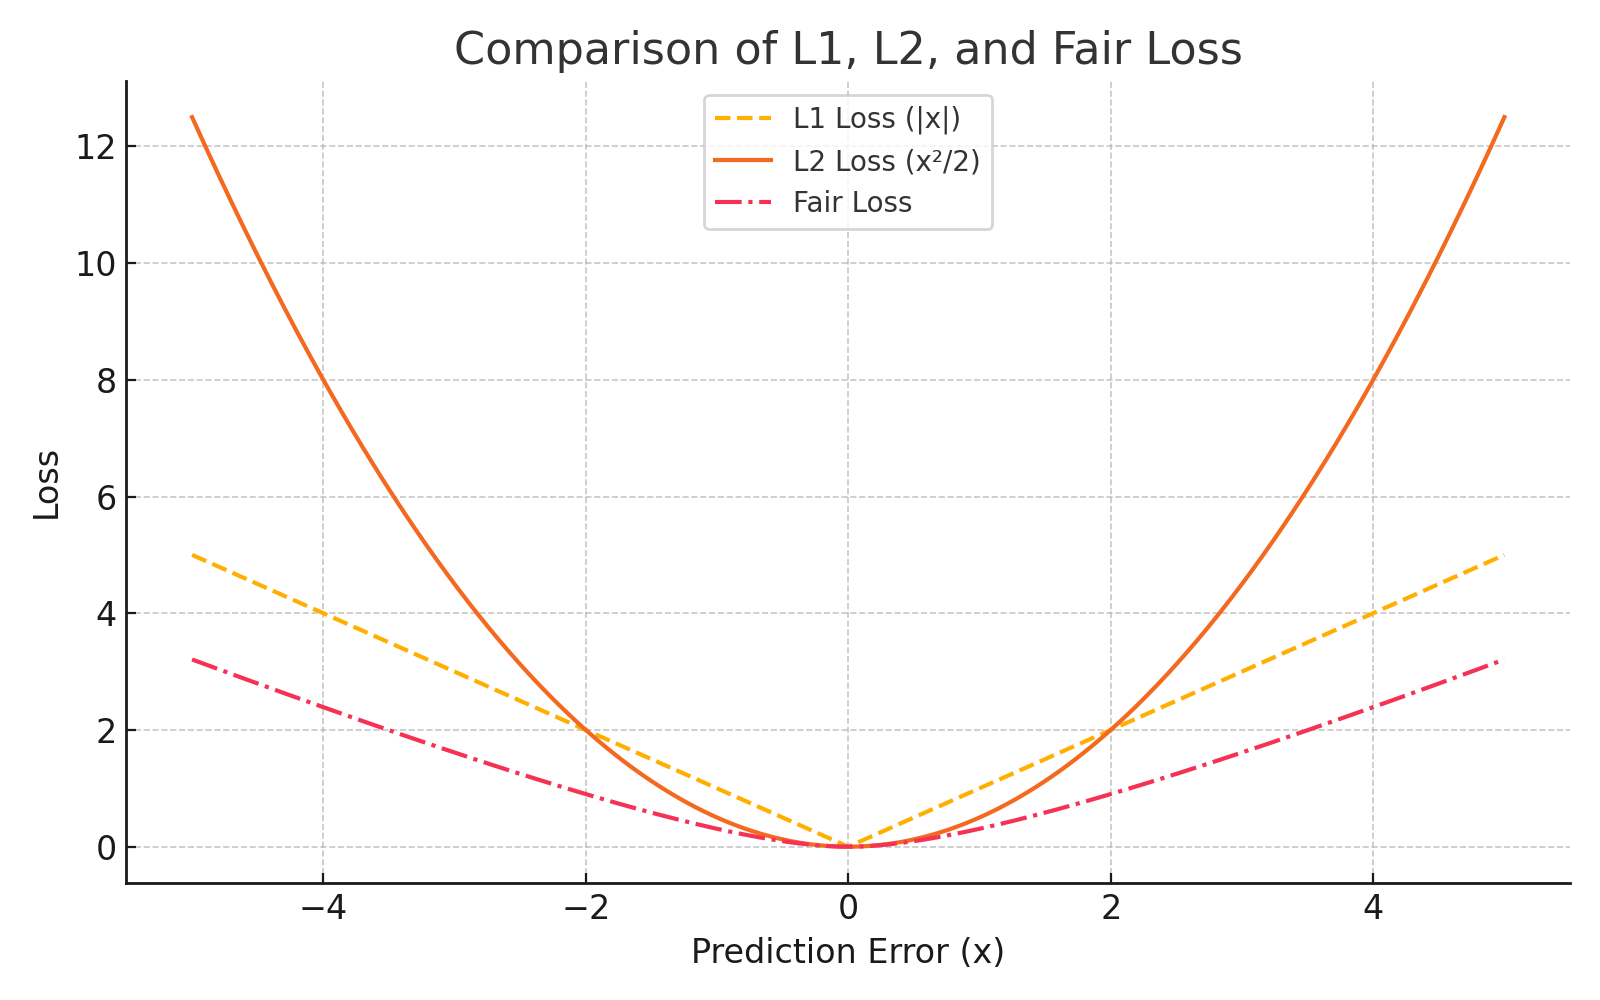 Comparison of L1, L2, and Fair Loss
L1 Loss (|x|)
L2 Loss (x²/2)
Fair Loss
12
10
8
6
4
2
0
Loss
−4
−2
0
2
4
Prediction Error (x)